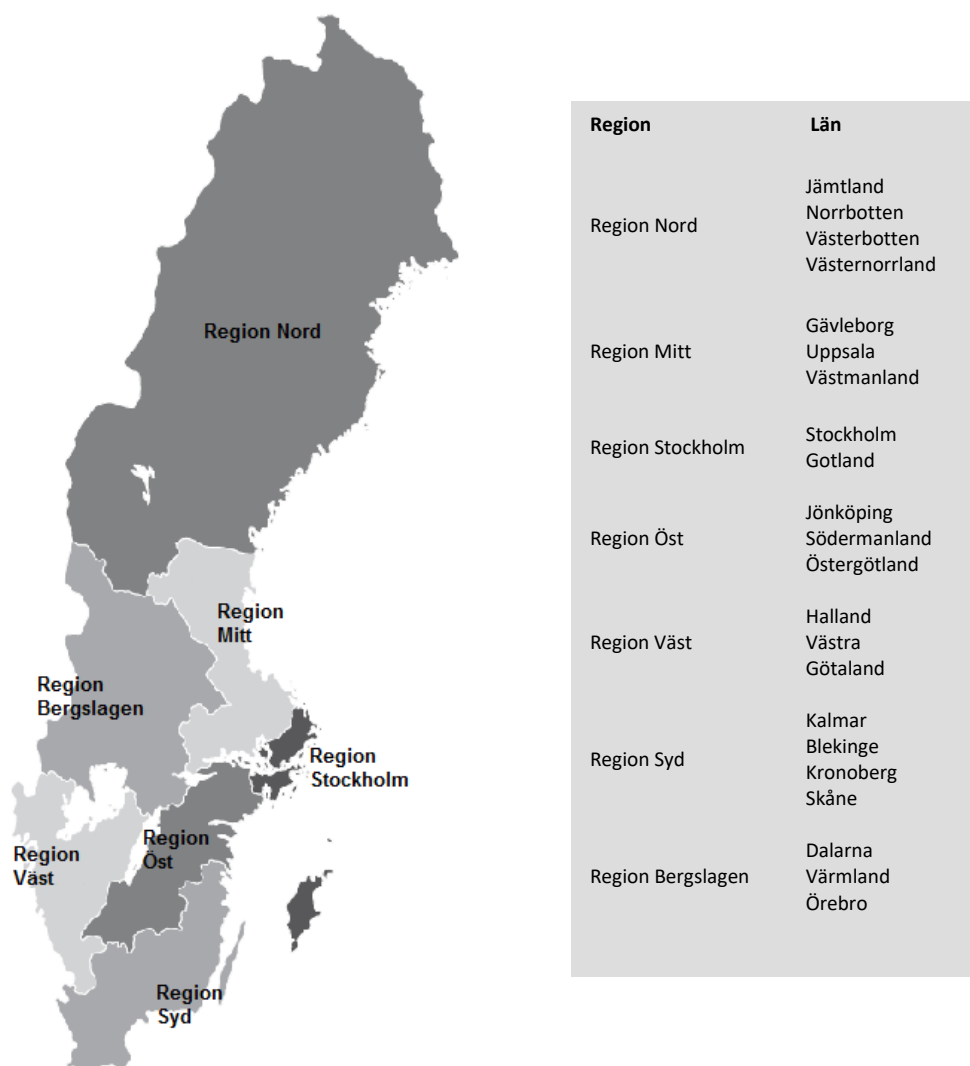 Region Nord
Region
Mitt
Region
Bergslagen
Region
Stockholm
Region
Öst
Region
Väst
Region
Syd
Region Län
Region Nord
Jämtland
Norrbotten
Västerbotten
Västernorrland
Region Mitt
Gävleborg
Uppsala
Västmanland
Region Stockholm
Stockholm
Gotland
Region Öst
Jönköping
Södermanland
Östergötland
Region Väst
Halland
Västra
Götaland
Region Syd
Kalmar
Blekinge
Kronoberg
Skåne
Region Bergslagen
Dalarna
Värmland
Örebro